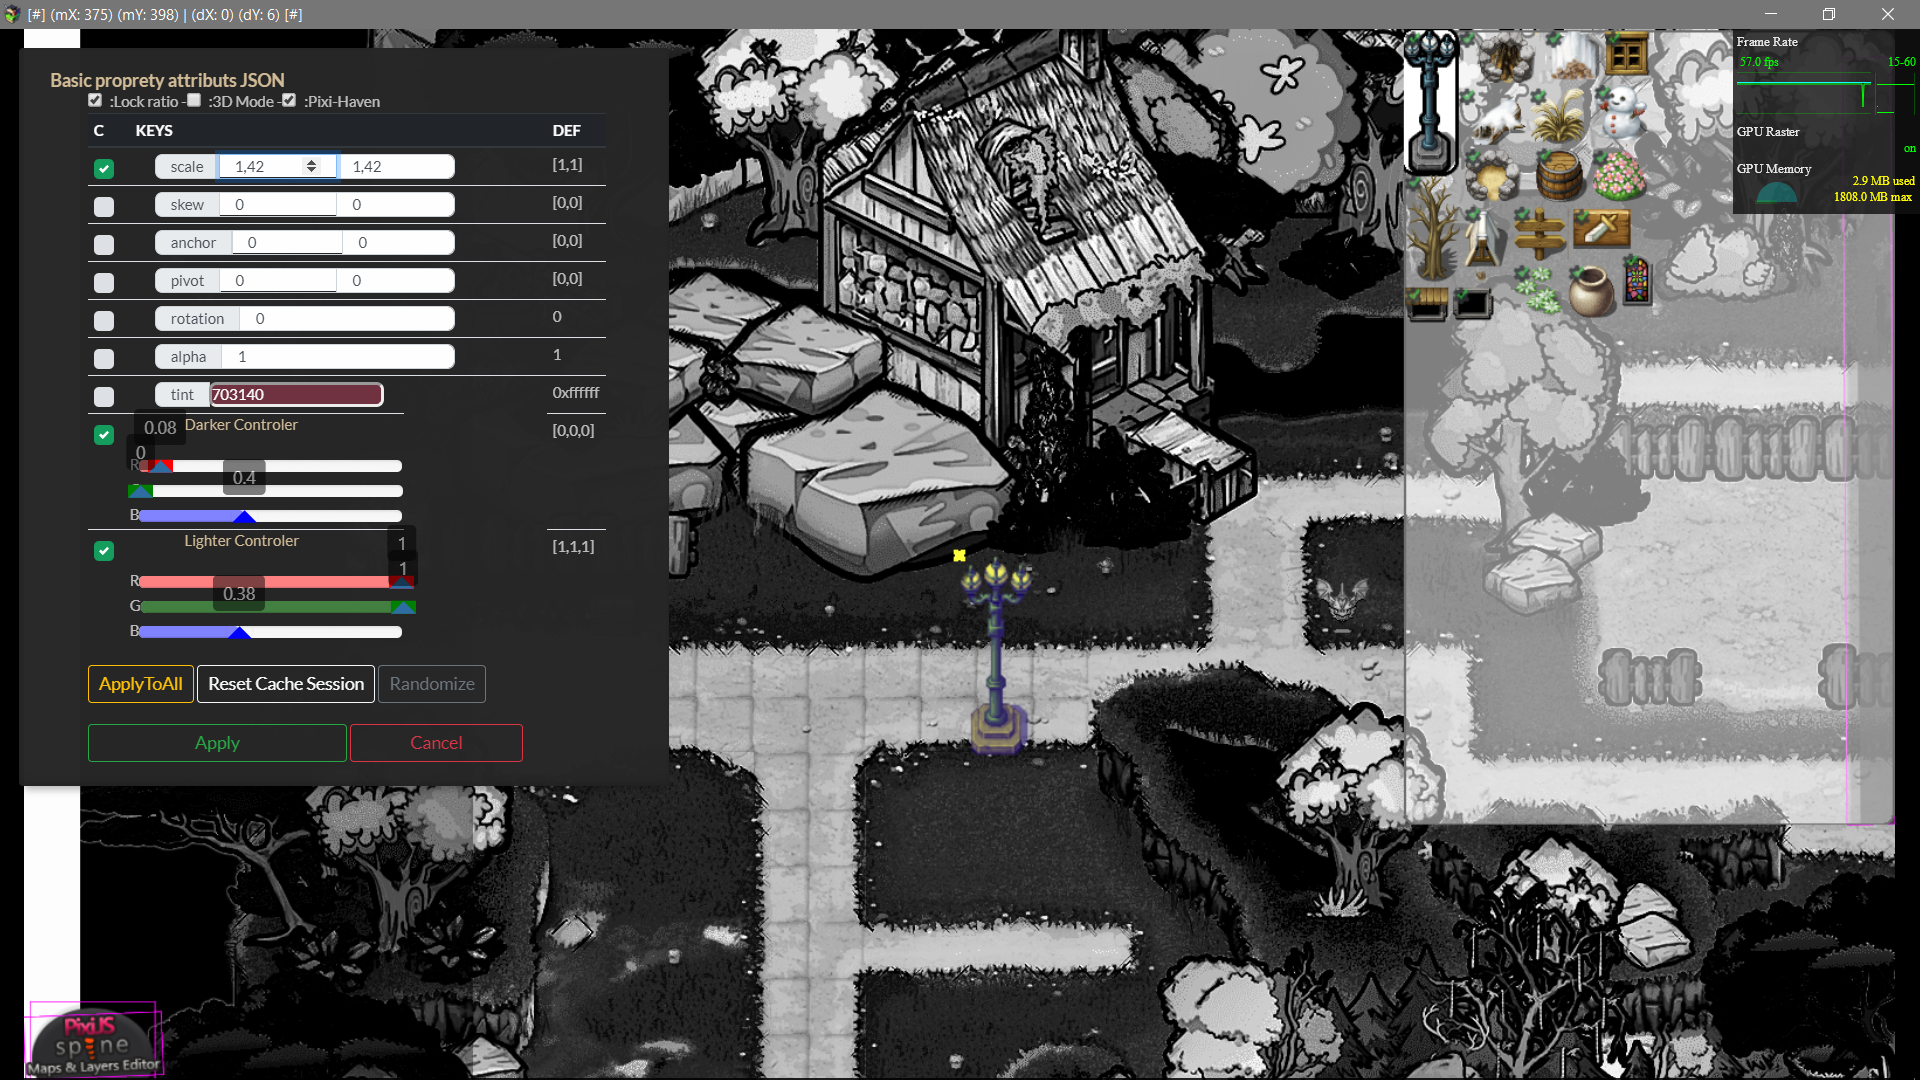 [#] (mX: 375) (mY: 398) | (dX: 0) (dY: 6) [#]
Basic proprety attributs JSON
:Lock ratio - :3D Mode - :Pixi-Haven
C KEYS DEF
scale 1,42 1,42 [1,1]
skew 0 0 [0,0]
anchor 0 0 [0,0]
pivot 0 0 [0,0]
rotation 0 0
alpha 1 1
tint 703140 0xffffff
Darker Controler [0,0,0]
0.08
0
R
0.4
B
Lighter Controler [1,1,1]
1
1
R
0.38
G
B
ApplyToAll Reset Cache Session Randomize
Apply Cancel
Frame Rate
57.0 fps 15-60
GPU Raster
on
GPU Memory
2.9 MB used
1808.0 MB max
PixiJS
spine
Maps & Layers Editor